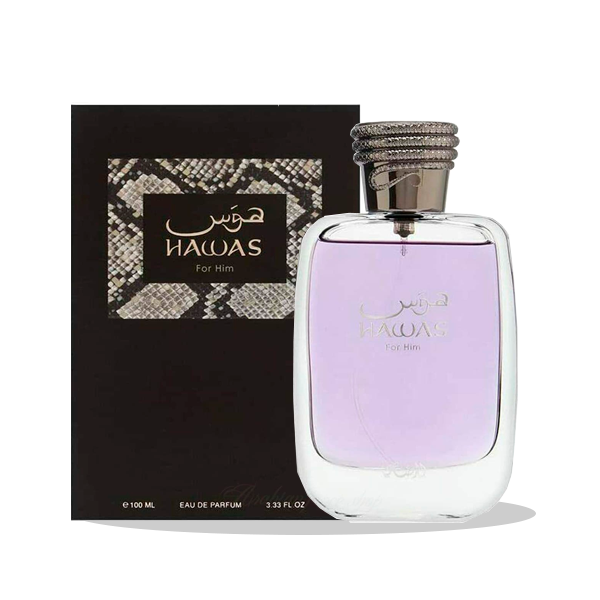 هوس
HAWAS
For Him
℮ 100 ML EAU DE PARFUM 3.33 FL OZ
هوس
HAWAS
For Him